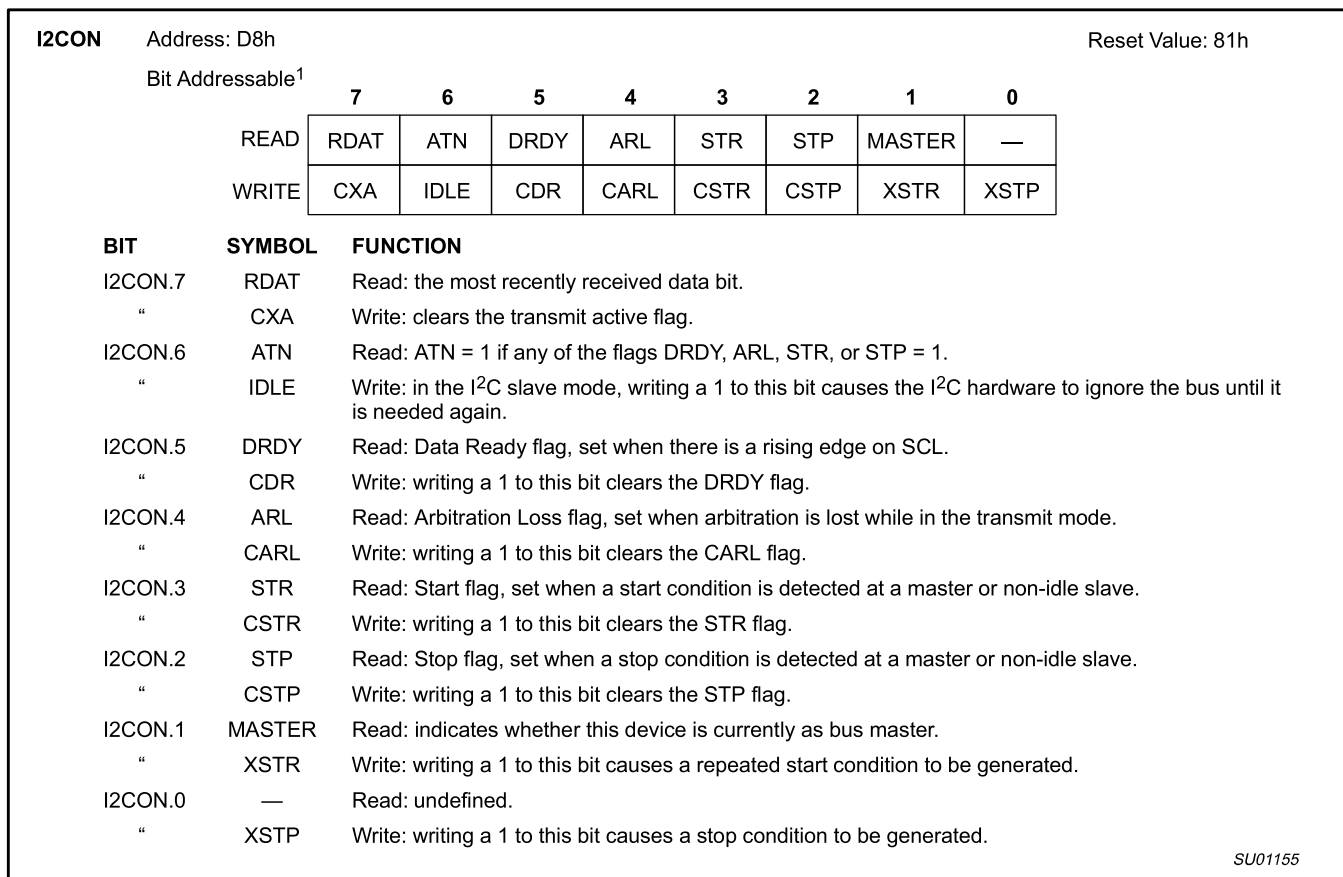 I2CON Address: D8h Reset Value: 81h
Bit Addressable1
7 6 5 4 3 2 1 0
READ RDAT ATN DRDY ARL STR STP MASTER —
WRITE CXA IDLE CDR CARL CSTR CSTP XSTR XSTP
BIT SYMBOL FUNCTION
I2CON.7 RDAT Read: the most recently received data bit.
“ CXA Write: clears the transmit active flag.
I2CON.6 ATN Read: ATN = 1 if any of the flags DRDY, ARL, STR, or STP = 1.
“ IDLE Write: in the I2C slave mode, writing a 1 to this bit causes the I2C hardware to ignore the bus until it
is needed again.
I2CON.5 DRDY Read: Data Ready flag, set when there is a rising edge on SCL.
“ CDR Write: writing a 1 to this bit clears the DRDY flag.
I2CON.4 ARL Read: Arbitration Loss flag, set when arbitration is lost while in the transmit mode.
“ CARL Write: writing a 1 to this bit clears the CARL flag.
I2CON.3 STR Read: Start flag, set when a start condition is detected at a master or non-idle slave.
“ CSTR Write: writing a 1 to this bit clears the STR flag.
I2CON.2 STP Read: Stop flag, set when a stop condition is detected at a master or non-idle slave.
“ CSTP Write: writing a 1 to this bit clears the STP flag.
I2CON.1 MASTER Read: indicates whether this device is currently as bus master.
“ XSTR Write: writing a 1 to this bit causes a repeated start condition to be generated.
I2CON.0 — Read: undefined.
“ XSTP Write: writing a 1 to this bit causes a stop condition to be generated.
SU01155